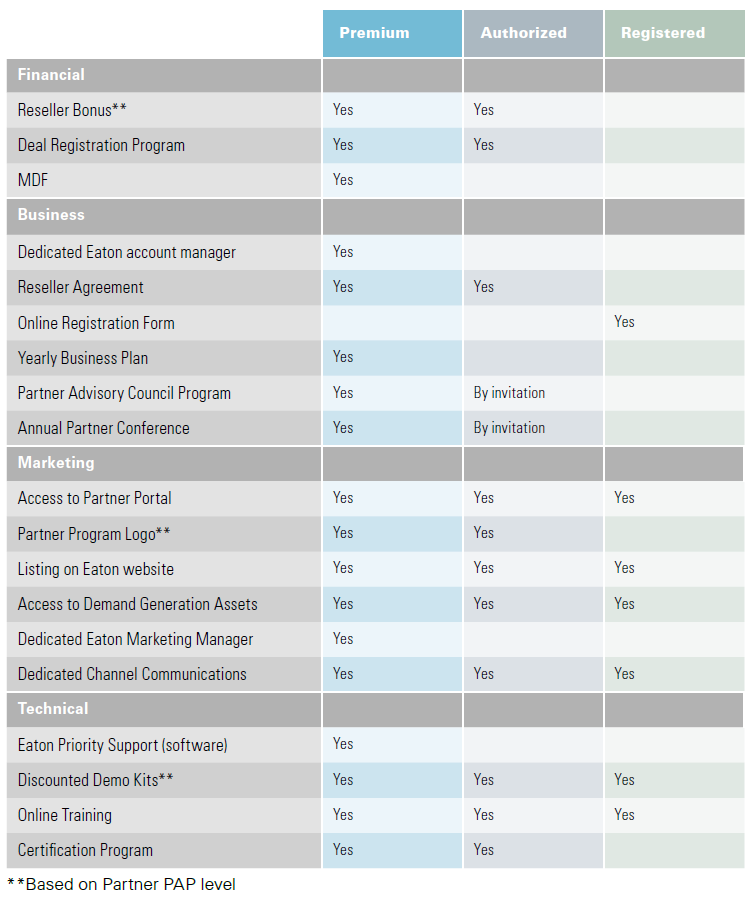 Premium Authorized Registered
Financial
Reseller Bonus** Yes Yes
Deal Registration Program Yes Yes
MDF Yes
Business
Dedicated Eaton account manager Yes
Reseller Agreement Yes Yes
Online Registration Form Yes
Yearly Business Plan Yes
Partner Advisory Council Program Yes By invitation
Annual Partner Conference Yes By invitation
Marketing
Access to Partner Portal Yes Yes Yes
Partner Program Logo** Yes Yes
Listing on Eaton website Yes Yes Yes
Access to Demand Generation Assets Yes Yes Yes
Dedicated Eaton Marketing Manager Yes
Dedicated Channel Communications Yes Yes Yes
Technical
Eaton Priority Support (software) Yes
Discounted Demo Kits** Yes Yes Yes
Online Training Yes Yes Yes
Certification Program Yes Yes
**Based on Partner PAP level